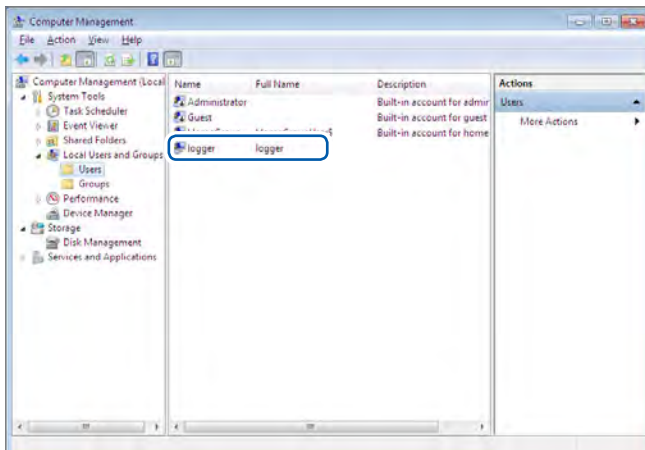 Computer Management
File Action View Help
Computer Management (Local
System Tools
Task Scheduler
Event Viewer
Shared Folders
Local Users and Groups
Users
Groups
Performance
Device Manager
Storage
Disk Management
Services and Applications
Name Full Name Description
Administrator Built-in account for admir
Guest Built-in account for guest
Built-in account for home
logger logger
Actions
Users
More Actions